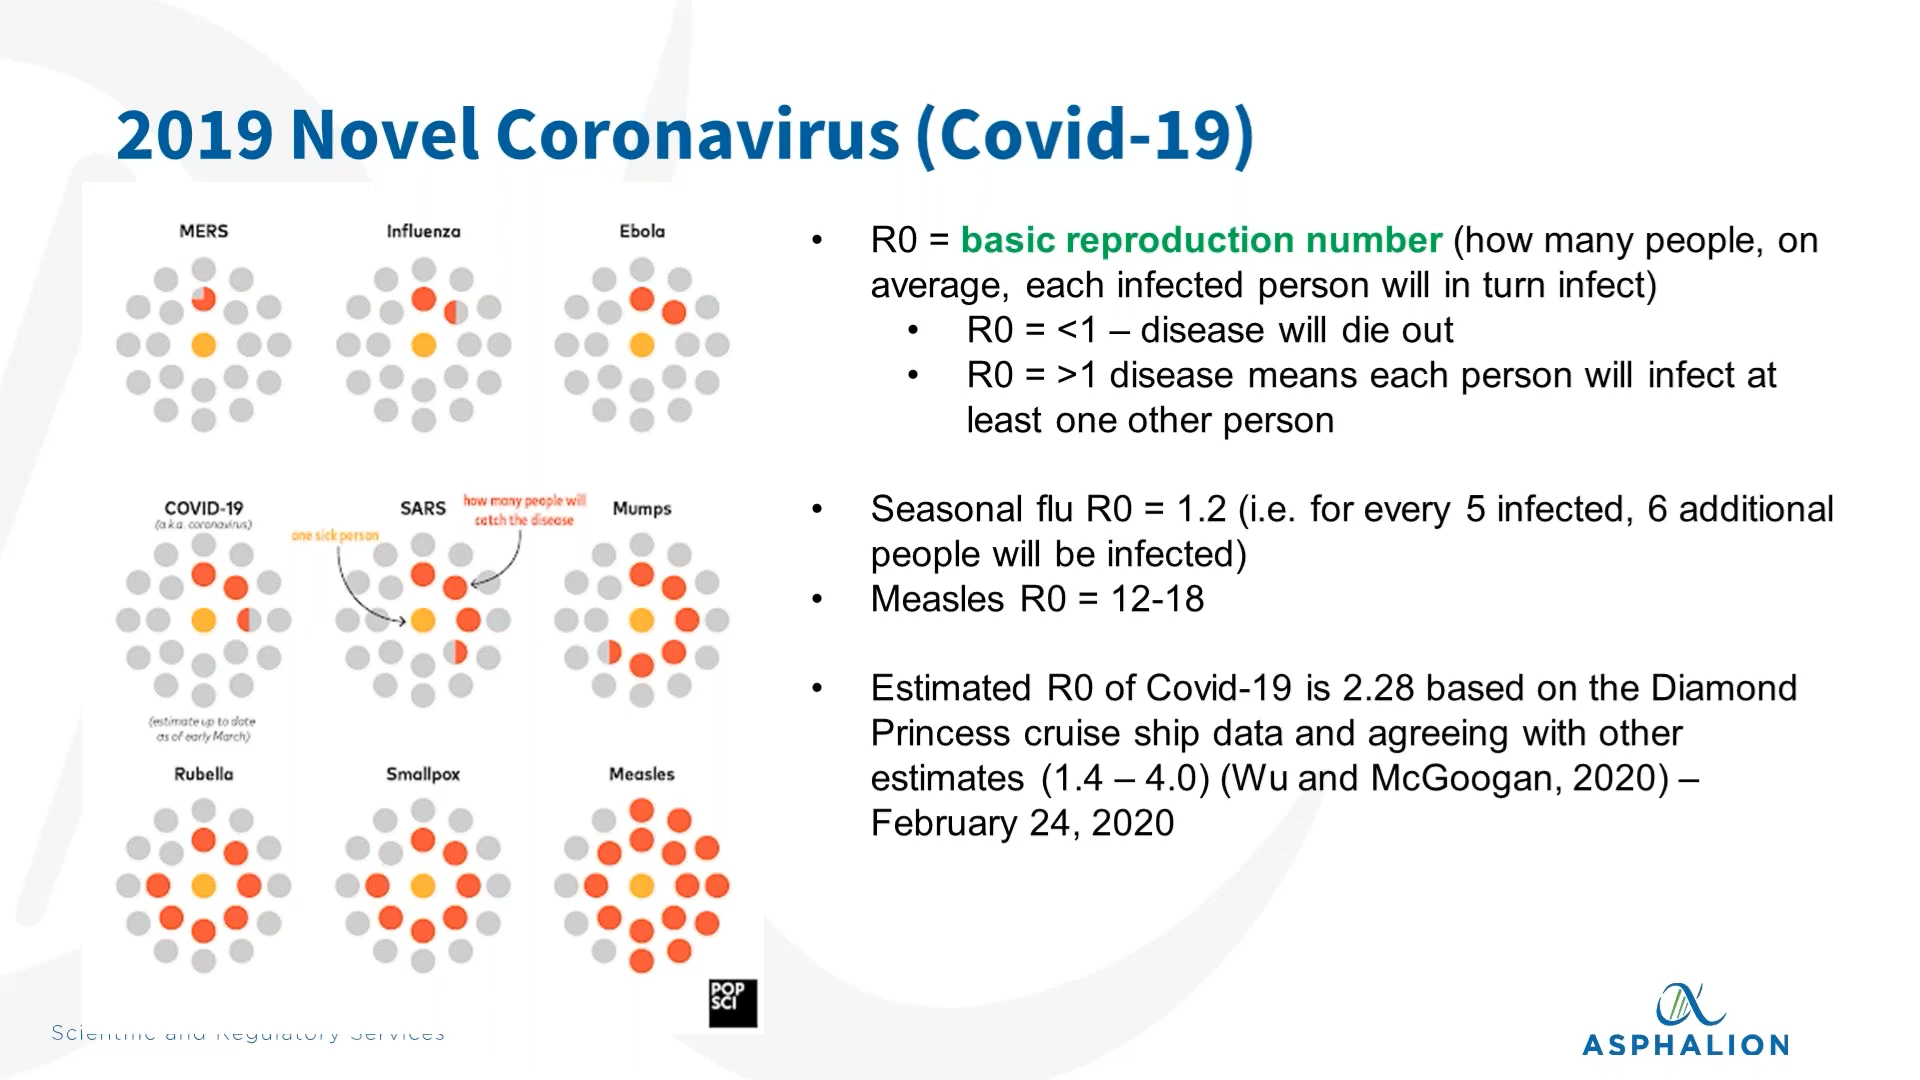 2019 Novel Coronavirus (Covid-19)
MERS
Influenza
Ebola
COVID-19
(a.k.a. coronavirus)
SARS
how many people will
catch the disease
Mumps
one sick person
(estimate up to date
as of early March)
Rubella
Smallpox
Measles
POP
SCI
• R0 = basic reproduction number (how many people, on
average, each infected person will in turn infect)
• R0 = <1 – disease will die out
• R0 = >1 disease means each person will infect at
least one other person
• Seasonal flu R0 = 1.2 (i.e. for every 5 infected, 6 additional
people will be infected)
• Measles R0 = 12-18
• Estimated R0 of Covid-19 is 2.28 based on the Diamond
Princess cruise ship data and agreeing with other
estimates (1.4 – 4.0) (Wu and McGoogan, 2020) –
February 24, 2020
Scientific and Regulatory Services
ASPHALION